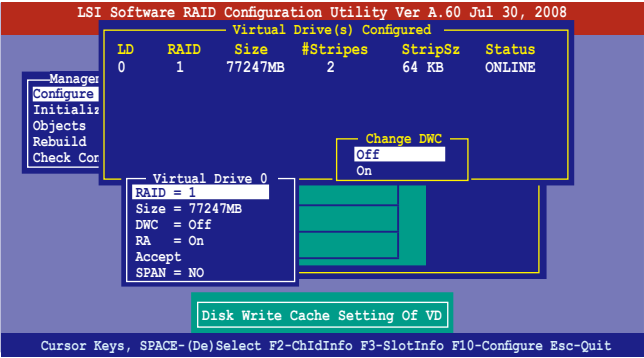 LSI Software RAID Configuration Utility Ver A.60 Jul 30, 2008
Virtual Drive(s) Configured
LD RAID Size #Stripes StripSz Status
0 1 77247MB 2 64 KB ONLINE
Managem
Configure
Initializ
Objects
Rebuild
Check Con
Change DWC
Off
On
Virtual Drive 0
RAID = 1
Size = 77247MB
DWC = Off
RA = On
Accept
SPAN = NO
Disk Write Cache Setting Of VD
Cursor Keys, SPACE-(De)Select F2-ChIdInfo F3-SlotInfo F10-Configure Esc-Quit